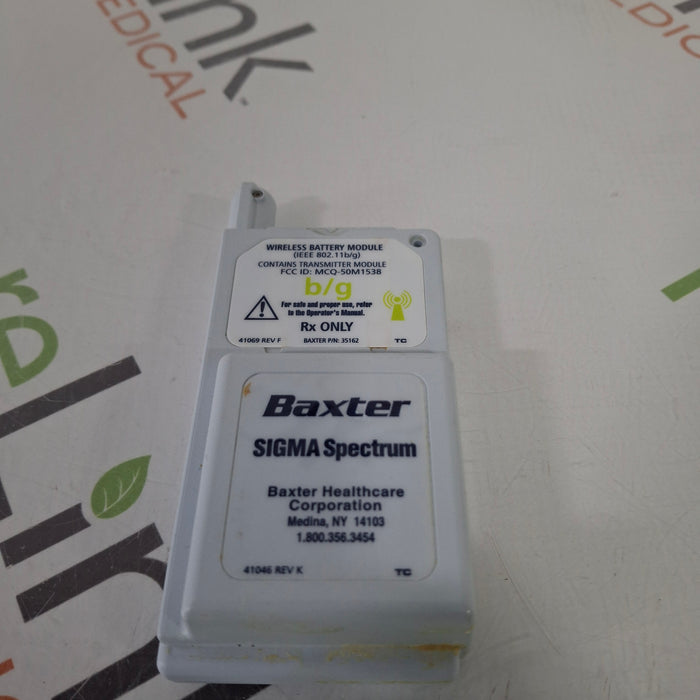 Link
MEDICAL
WIRELESS BATTERY MODULE
(IEEE 802.11b/g)
CONTAINS TRANSMITTER MODULE
FCC ID: MCQ-50M1538
b/g
For safe and proper use, refer
to the Operator's Manual.
Rx ONLY
41069 REV F BAXTER P/N: 35162 TC
Baxter
SIGMA Spectrum
Baxter Healthcare
Corporation
Medina, NY 14103
1.800.356.3454
41046 REV K TC